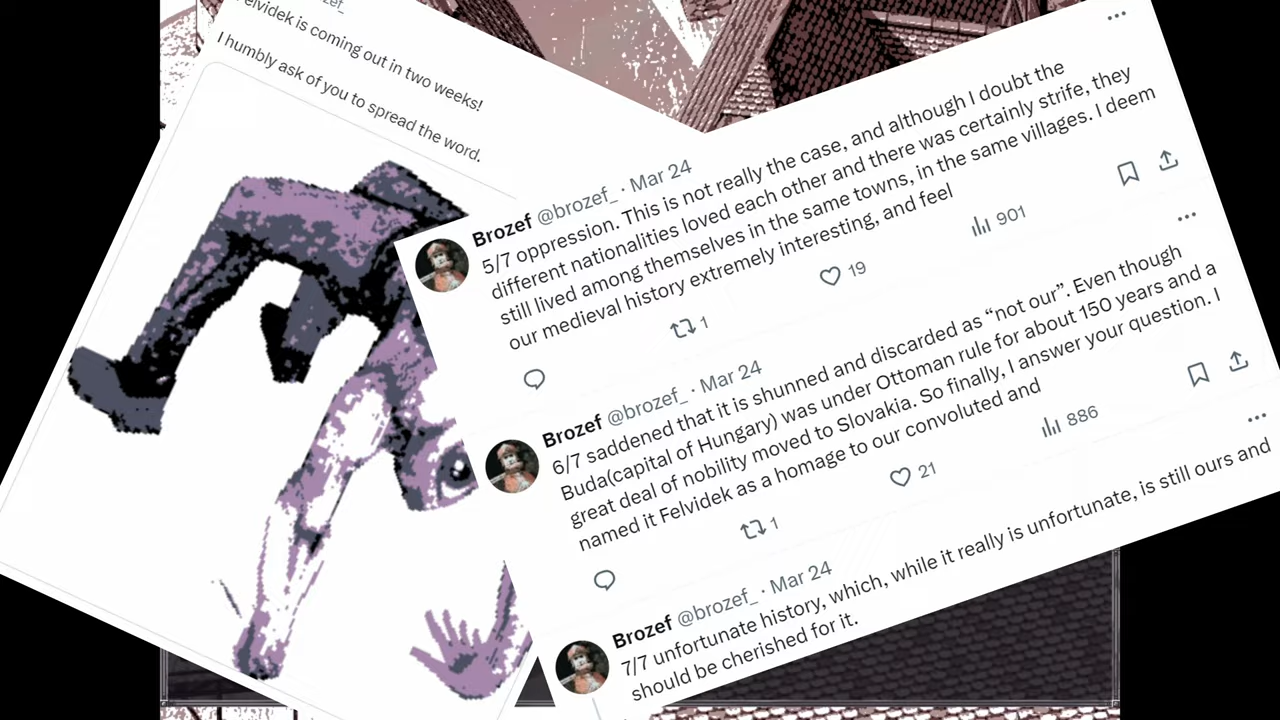 zef_
Felvidek is coming out in two weeks!
I humbly ask of you to spread the word.
Brozef @brozef_ · Mar 24
5/7 oppression. This is not really the case, and although I doubt the
different nationalities loved each other and there was certainly strife, they
still lived among themselves in the same towns, in the same villages. I deem
our medieval history extremely interesting, and feel
1
19
901
Brozef @brozef_ · Mar 24
6/7 saddened that it is shunned and discarded as “not our”. Even though
Buda(capital of Hungary) was under Ottoman rule for about 150 years and a
great deal of nobility moved to Slovakia. So finally, I answer your question. I
named it Felvidek as a homage to our convoluted and
1
21
886
Brozef @brozef_ · Mar 24
7/7 unfortunate history, which, while it really is unfortunate, is still ours and
should be cherished for it.